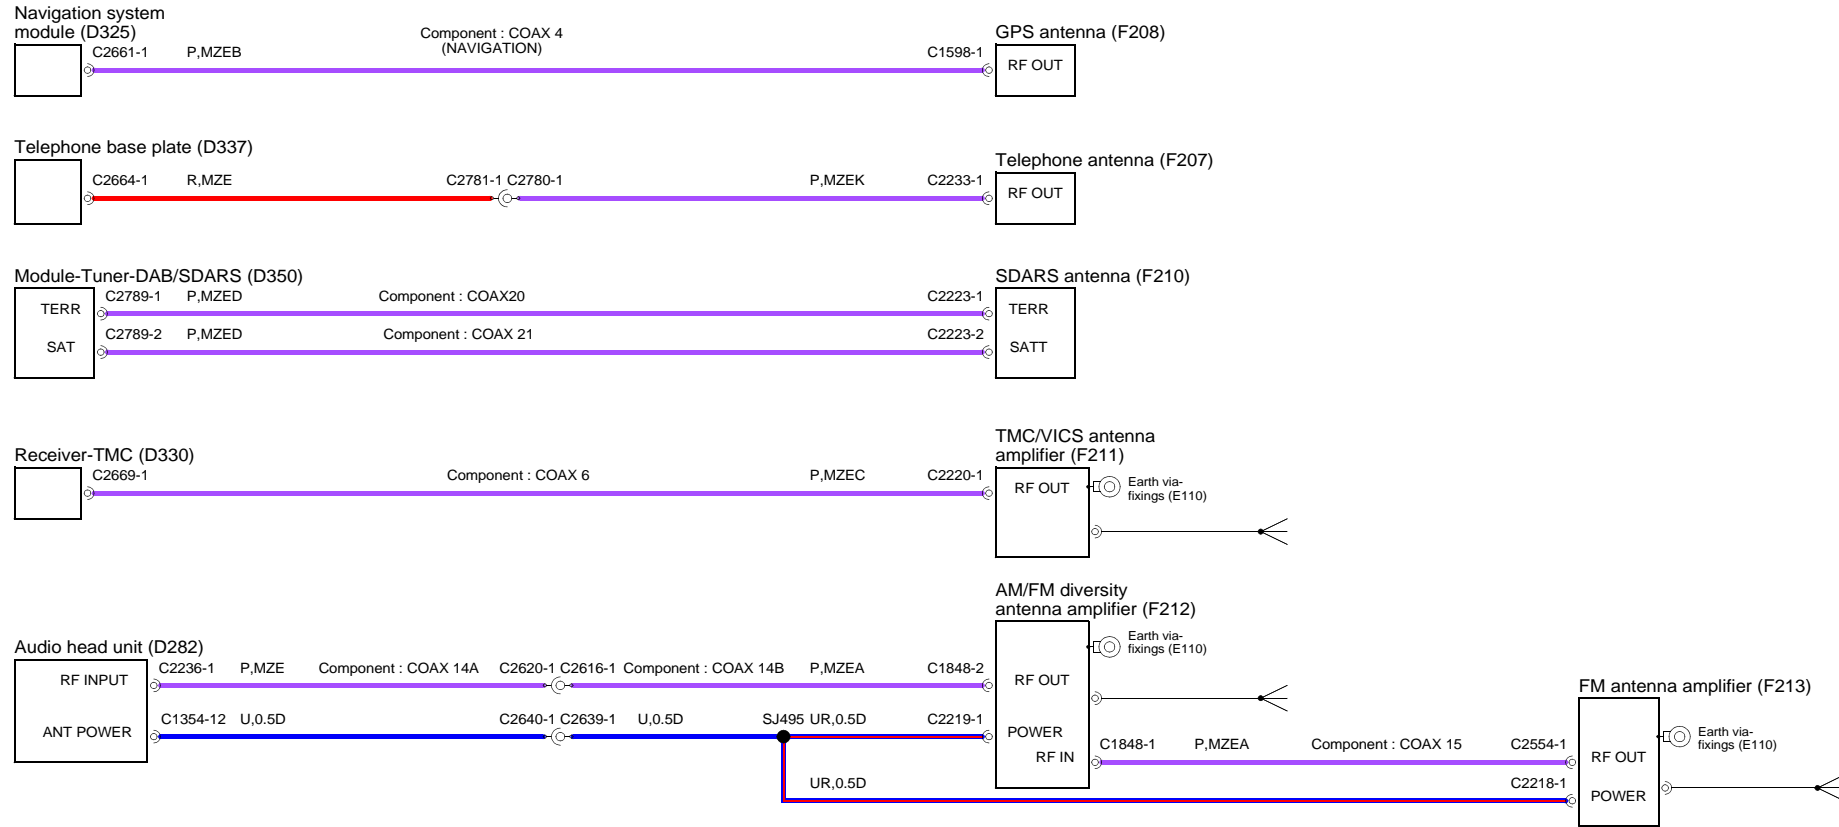 Navigation system
module (D325)
C2661-1 P,MZEB
Component : COAX 4
(NAVIGATION)
C1598-1
GPS antenna (F208)
RF OUT
Telephone base plate (D337)
C2664-1 R,MZE
C2781-1 C2780-1
P,MZEK C2233-1
Telephone antenna (F207)
RF OUT
Module-Tuner-DAB/SDARS (D350)
TERR
C2789-1 P,MZED
Component : COAX20
C2223-1
SAT
C2789-2 P,MZED
Component : COAX 21
C2223-2
SDARS antenna (F210)
TERR
SATT
Receiver-TMC (D330)
C2669-1
Component : COAX 6
P,MZEC C2220-1
TMC/VICS antenna
amplifier (F211)
RF OUT
Earth via-
fixings (E110)
Audio head unit (D282)
RF INPUT
C2236-1 P,MZE Component : COAX 14A C2620-1 C2616-1 Component : COAX 14B P,MZEA C1848-2
ANT POWER
C1354-12 U,0.5D C2640-1 C2639-1 U,0.5D SJ495 UR,0.5D C2219-1
UR,0.5D
AM/FM diversity
antenna amplifier (F212)
RF OUT
Earth via-
fixings (E110)
POWER
RF IN
C1848-1 P,MZEA Component : COAX 15 C2554-1
C2218-1
FM antenna amplifier (F213)
RF OUT
POWER
Earth via-
fixings (E110)